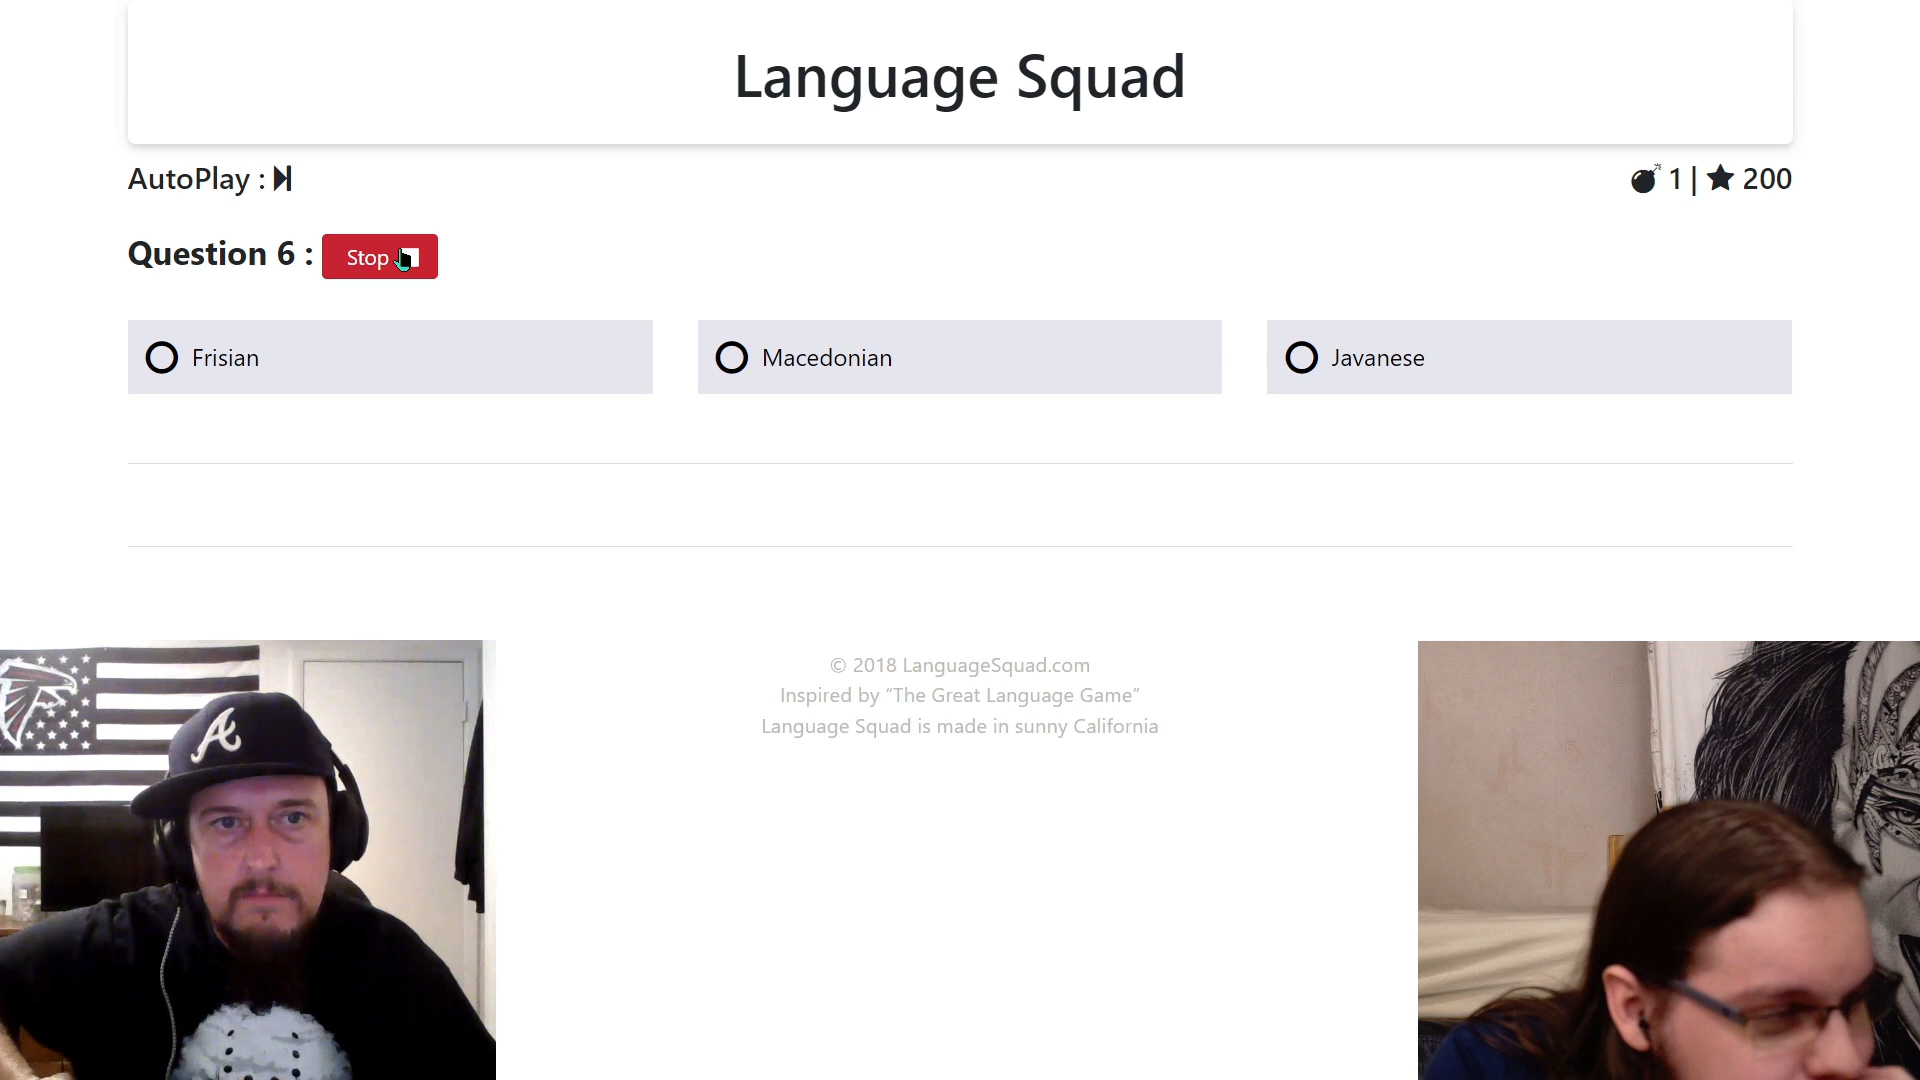 Language Squad
AutoPlay :
1 | 200
Question 6 : Stop
Frisian
Macedonian
Javanese
© 2018 LanguageSquad.com
Inspired by “The Great Language Game”
Language Squad is made in sunny California
A